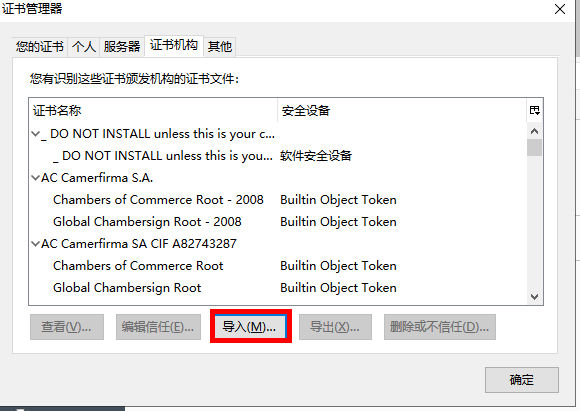 证书管理器
您的证书 个人 服务器 证书机构 其他
您有识别这些证书颁发机构的证书文件：
证书名称 安全设备
_ DO NOT INSTALL unless this is your c...
_ DO NOT INSTALL unless this is you... 软件安全设备
AC Camerfirma S.A.
Chambers of Commerce Root - 2008 Builtin Object Token
Global Chambersign Root - 2008 Builtin Object Token
AC Camerfirma SA CIF A82743287
Chambers of Commerce Root Builtin Object Token
Global Chambersign Root Builtin Object Token
查看(V)... 编辑信任(E)... 导入(M)... 导出(X)... 删除或不信任(D)...
确定